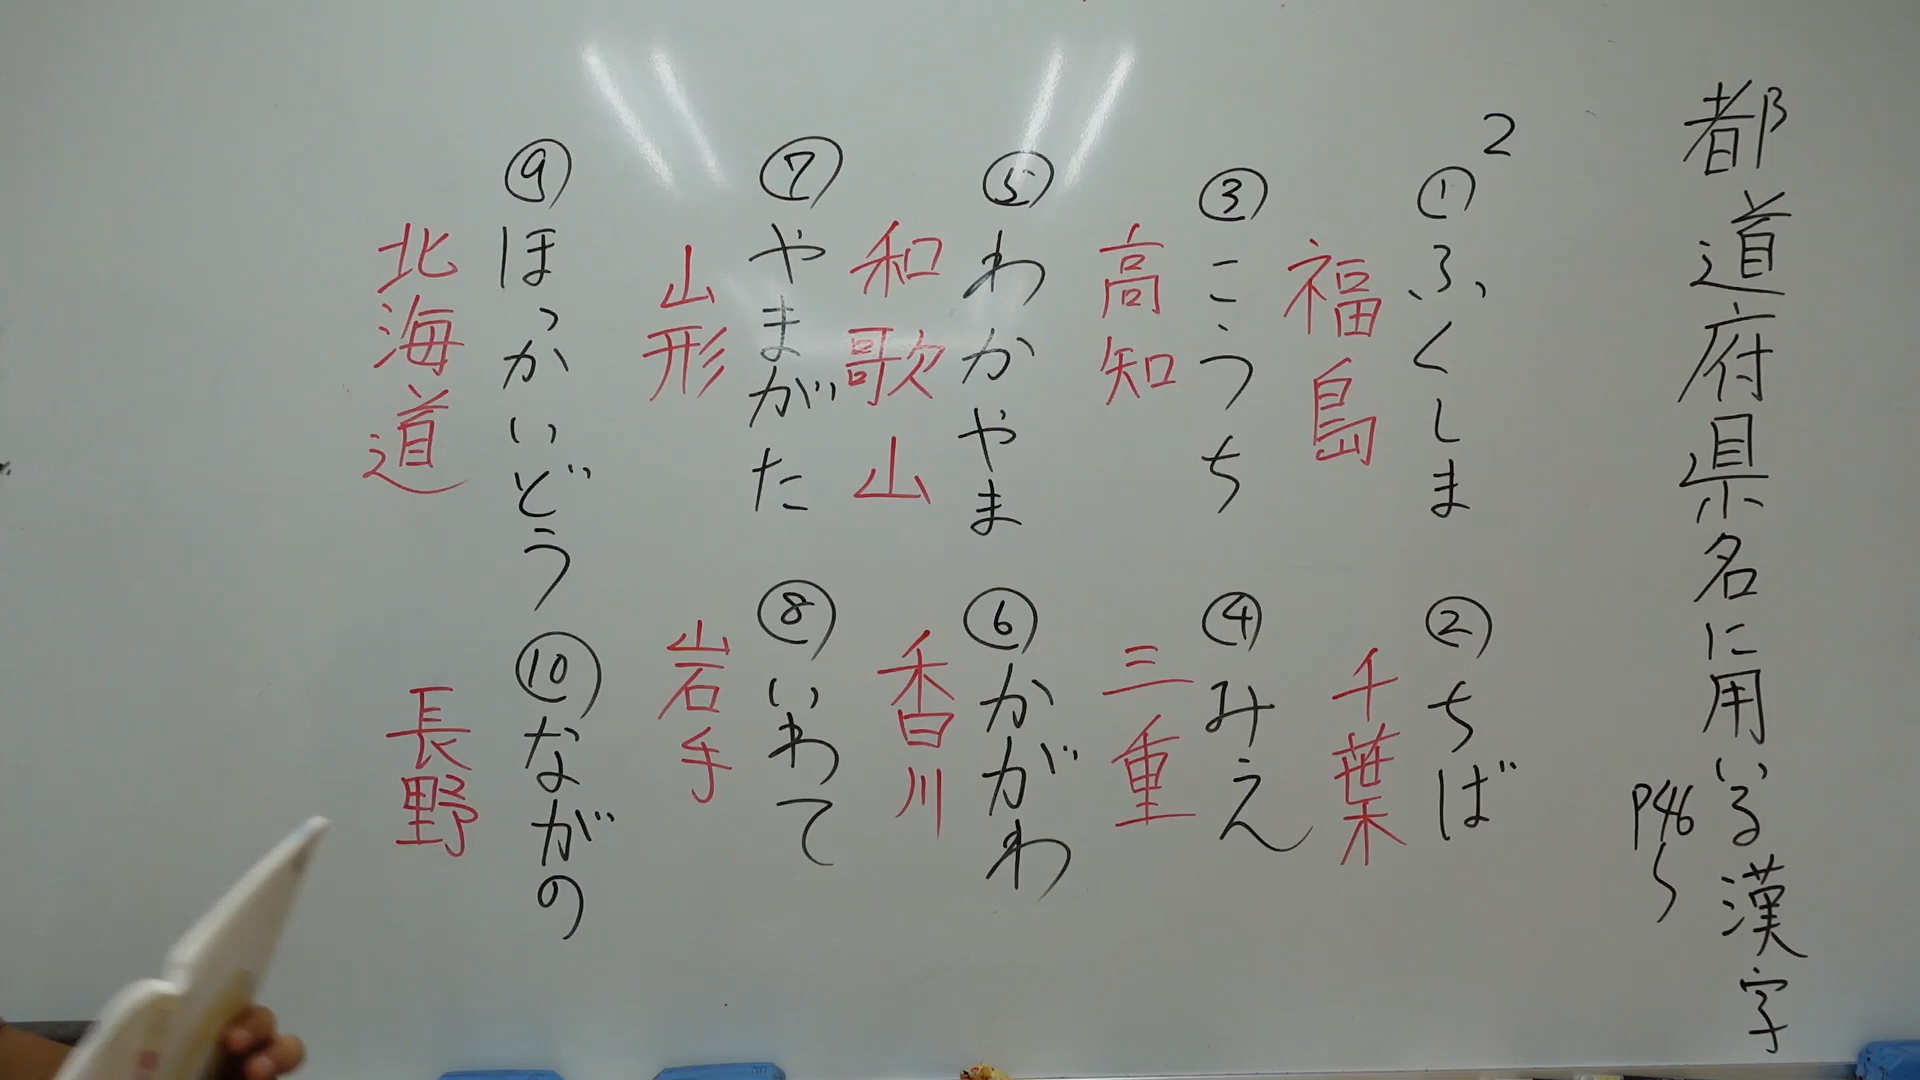 都道府県名に用いる漢字
P46〜
2
①ふくしま
福島
②ちば
千葉
③こうち
高知
④みえ
三重
⑤わかやま
和歌山
⑥かがわ
香川
⑦やまがた
山形
⑧いわて
岩手
⑨ほっかいどう
北海道
⑩ながの
長野